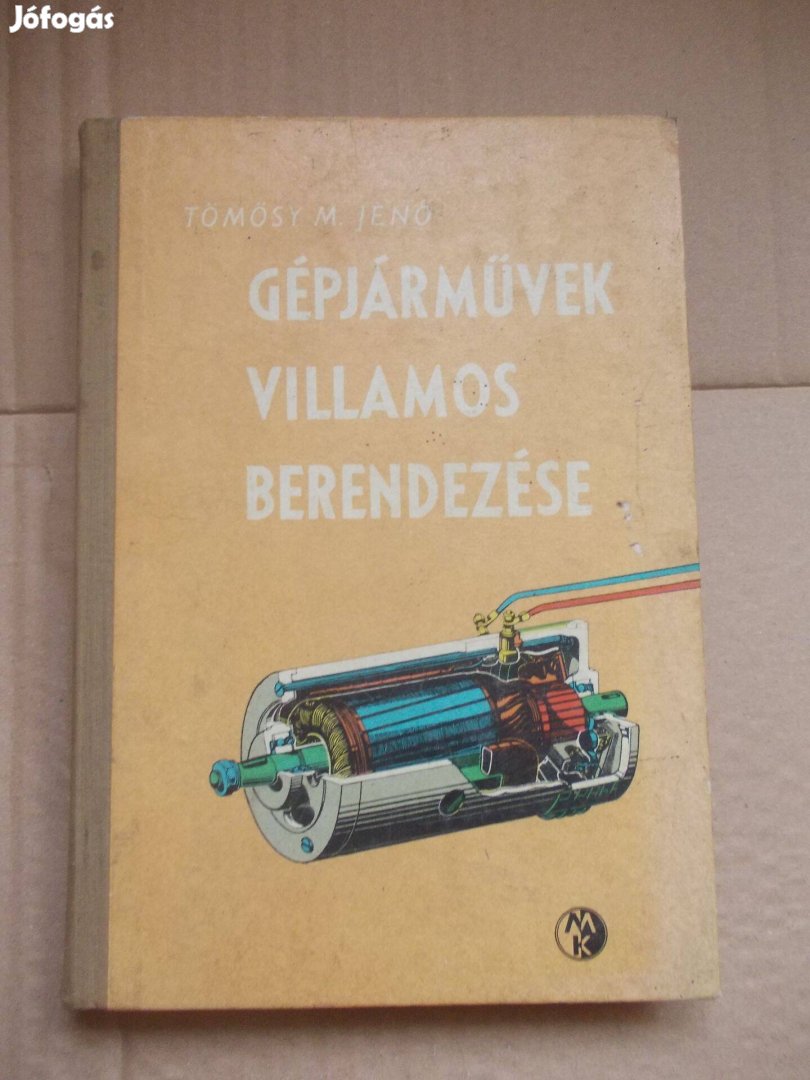 Jófogás
TÖMÖSY M. JENŐ
GÉPJÁRMŰVEK
VILLAMOS
BERENDEZÉSE
MK